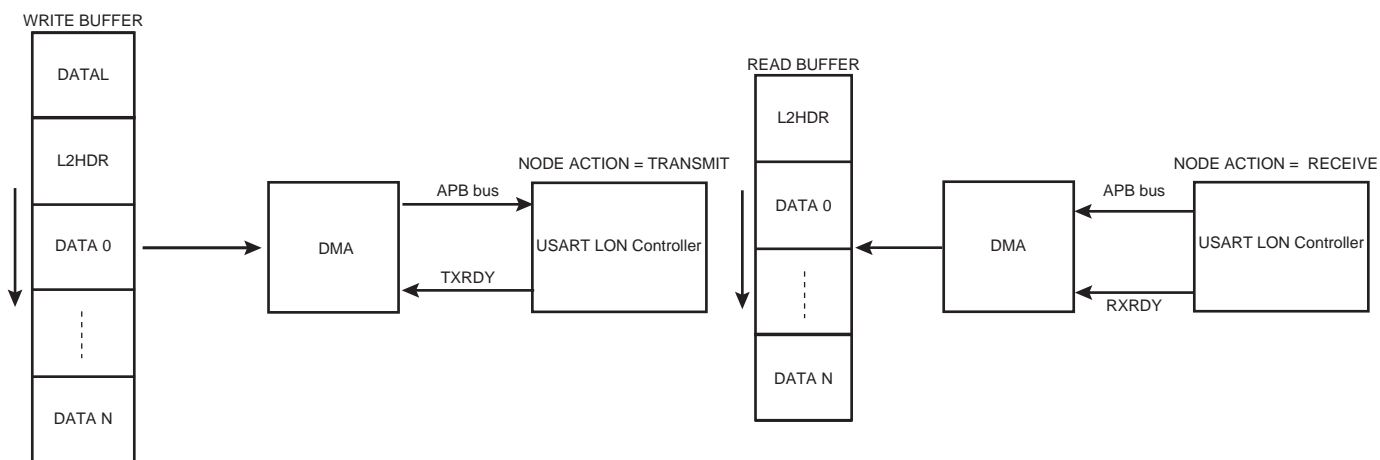 WRITE BUFFER
DATAL
L2HDR
DATA 0
DATA N
DMA
APB bus
TXRDY
NODE ACTION = TRANSMIT
USART LON Controller
READ BUFFER
L2HDR
DATA 0
DATA N
DMA
APB bus
RXRDY
NODE ACTION = RECEIVE
USART LON Controller